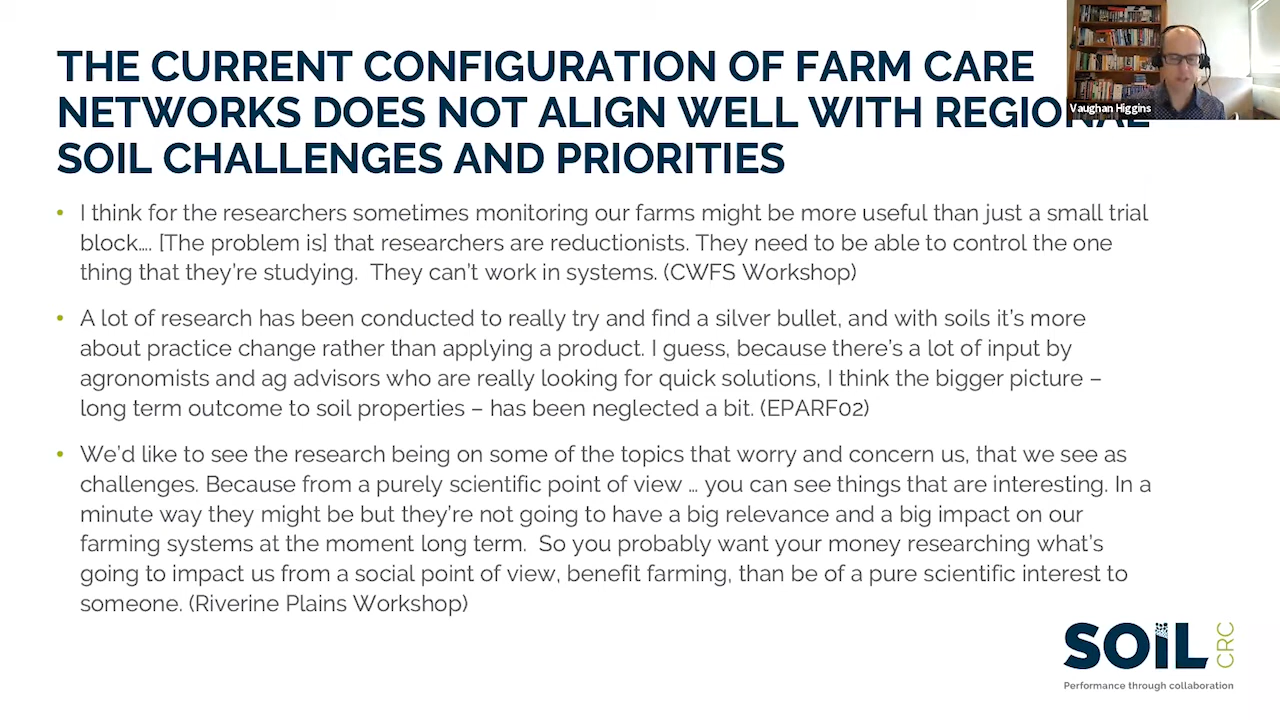 THE CURRENT CONFIGURATION OF FARM CARE
NETWORKS DOES NOT ALIGN WELL WITH REGIONAL
SOIL CHALLENGES AND PRIORITIES
Vaughan Higgins
• I think for the researchers sometimes monitoring our farms might be more useful than just a small trial
block…. [The problem is] that researchers are reductionists. They need to be able to control the one
thing that they're studying.  They can't work in systems. (CWFS Workshop)
• A lot of research has been conducted to really try and find a silver bullet, and with soils it's more
about practice change rather than applying a product. I guess, because there's a lot of input by
agronomists and ag advisors who are really looking for quick solutions, I think the bigger picture –
long term outcome to soil properties – has been neglected a bit. (EPARF02)
• We'd like to see the research being on some of the topics that worry and concern us, that we see as
challenges. Because from a purely scientific point of view … you can see things that are interesting. In a
minute way they might be but they're not going to have a big relevance and a big impact on our
farming systems at the moment long term.  So you probably want your money researching what's
going to impact us from a social point of view, benefit farming, than be of a pure scientific interest to
someone. (Riverine Plains Workshop)
SOIL CRC
Performance through collaboration